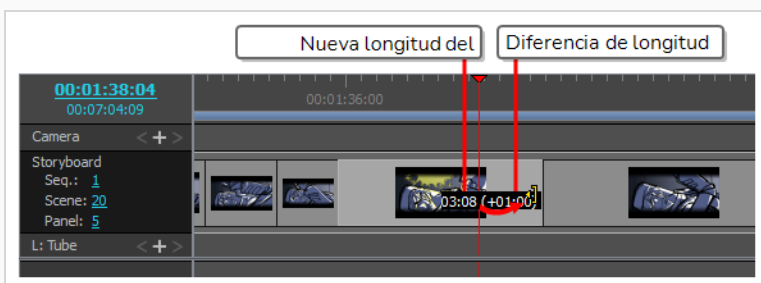 Nueva longitud del
Diferencia de longitud
00:01:38:04
00:07:04:09
00:01:36:00
Camera < + >
Storyboard
Seq.: 1
Scene: 20
Panel: 5
03:08 (+01:00)
L: Tube < + >